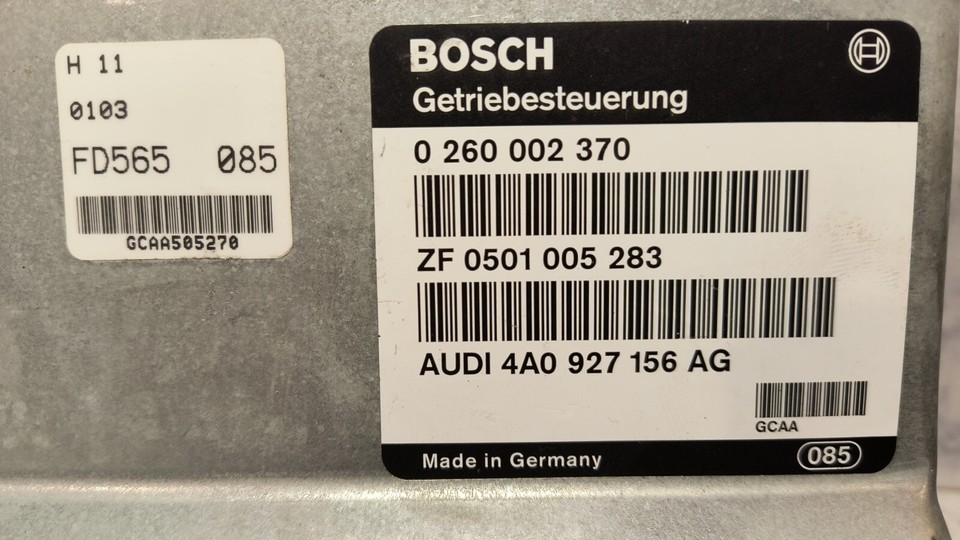 H 11
0103
FD565 085
GCAA505270
BOSCH
Getriebesteuerung
0 260 002 370
ZF 0501 005 283
AUDI 4A0 927 156 AG
GCAA
Made in Germany
085